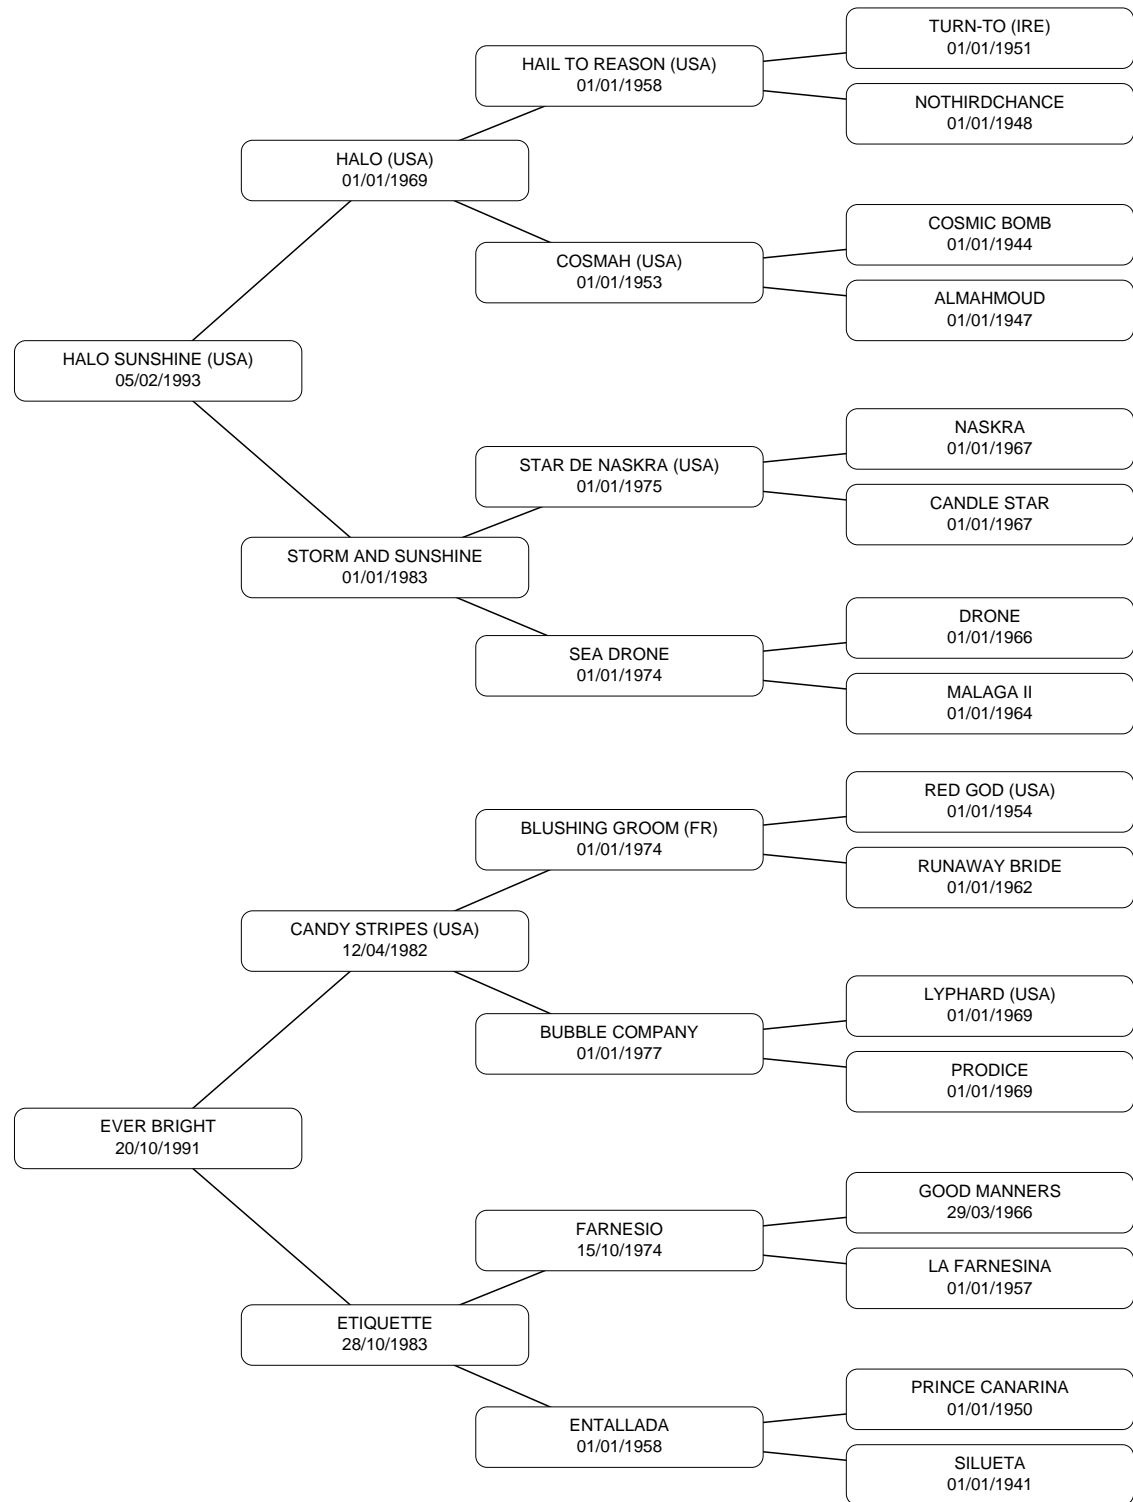 TURN-TO (IRE)
01/01/1951
HAIL TO REASON (USA)
01/01/1958
NOTHIRDCHANCE
01/01/1948
HALO (USA)
01/01/1969
COSMIC BOMB
01/01/1944
COSMAH (USA)
01/01/1953
ALMAHMOUD
01/01/1947
HALO SUNSHINE (USA)
05/02/1993
NASKRA
01/01/1967
STAR DE NASKRA (USA)
01/01/1975
CANDLE STAR
01/01/1967
STORM AND SUNSHINE
01/01/1983
DRONE
01/01/1966
SEA DRONE
01/01/1974
MALAGA II
01/01/1964
RED GOD (USA)
01/01/1954
BLUSHING GROOM (FR)
01/01/1974
RUNAWAY BRIDE
01/01/1962
CANDY STRIPES (USA)
12/04/1982
LYPHARD (USA)
01/01/1969
BUBBLE COMPANY
01/01/1977
PRODICE
01/01/1969
EVER BRIGHT
20/10/1991
GOOD MANNERS
29/03/1966
FARNESIO
15/10/1974
LA FARNESINA
01/01/1957
ETIQUETTE
28/10/1983
PRINCE CANARINA
01/01/1950
ENTALLADA
01/01/1958
SILUETA
01/01/1941